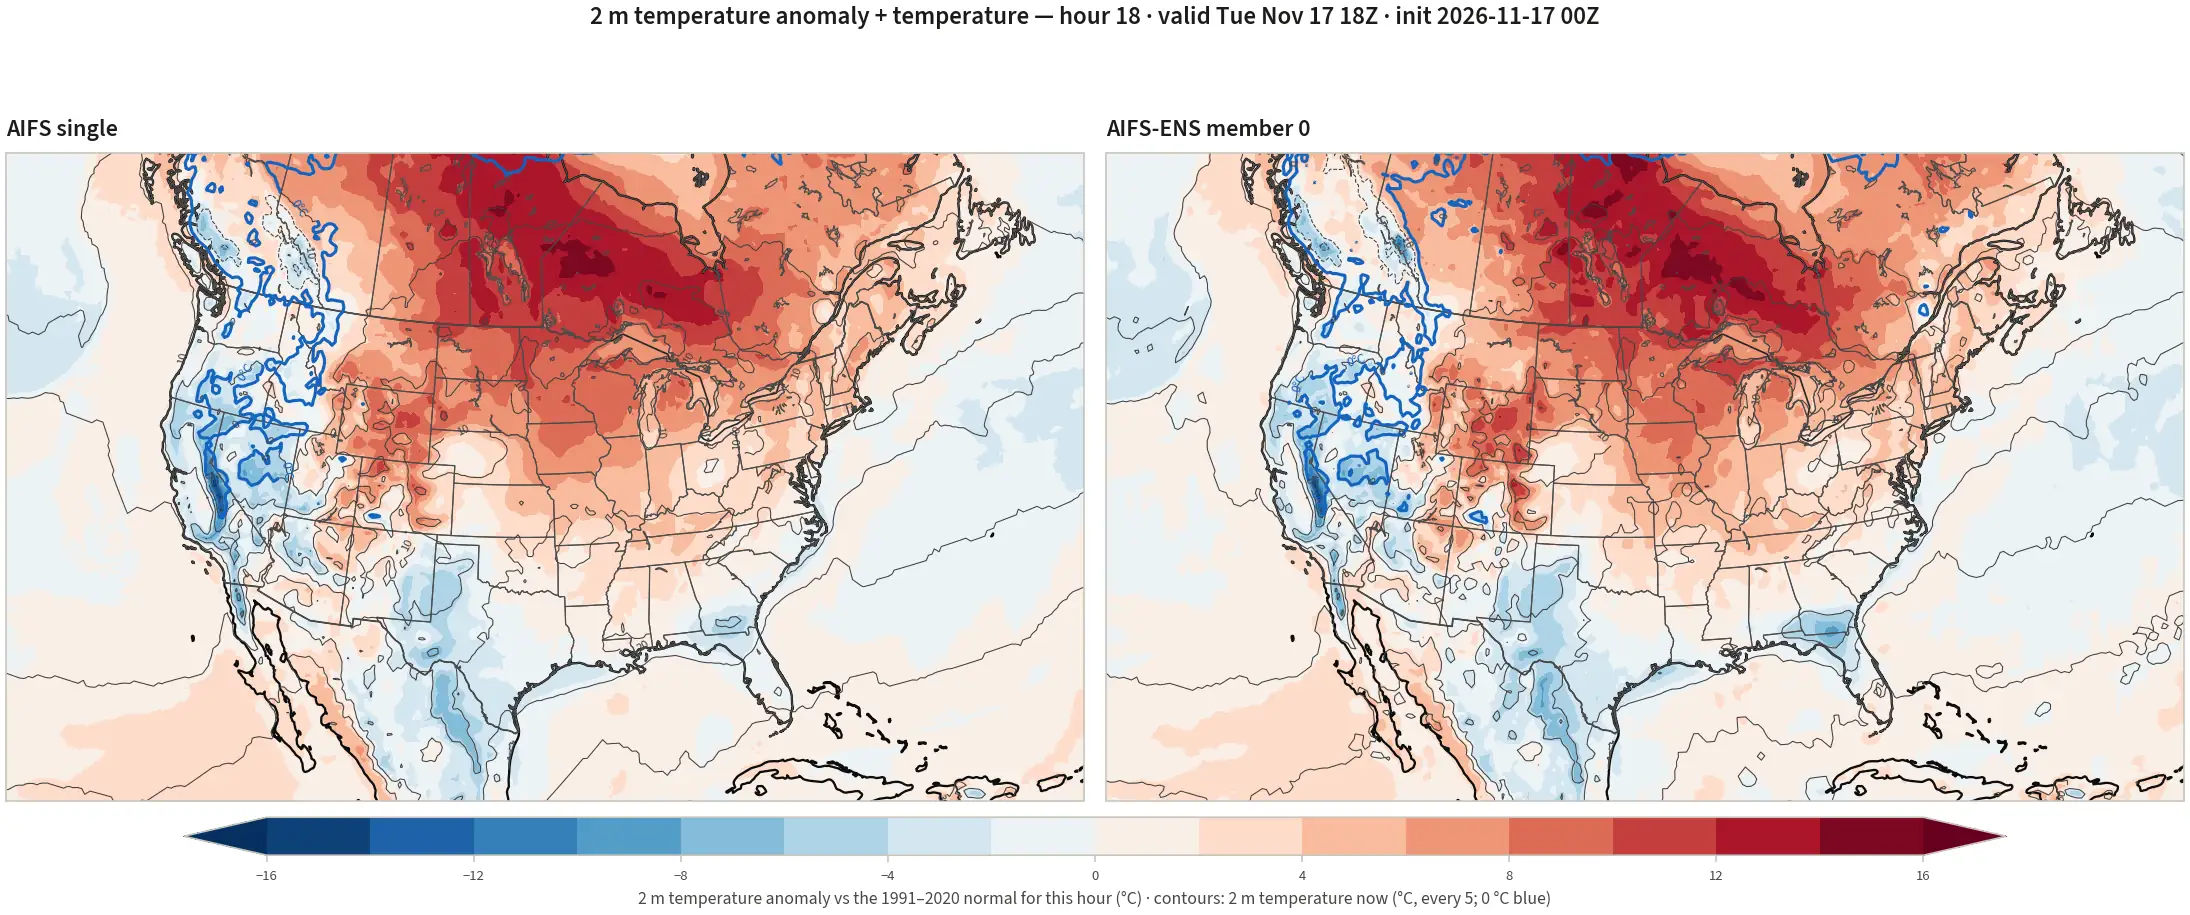 2 m temperature anomaly + temperature — hour 18 · valid Tue Nov 17 18Z · init 2026-11-17 00Z
AIFS single
AIFS-ENS member 0
−16 −12 −8 −4 0 4 8 12 16
2 m temperature anomaly vs the 1991–2020 normal for this hour (°C) · contours: 2 m temperature now (°C, every 5; 0 °C blue)